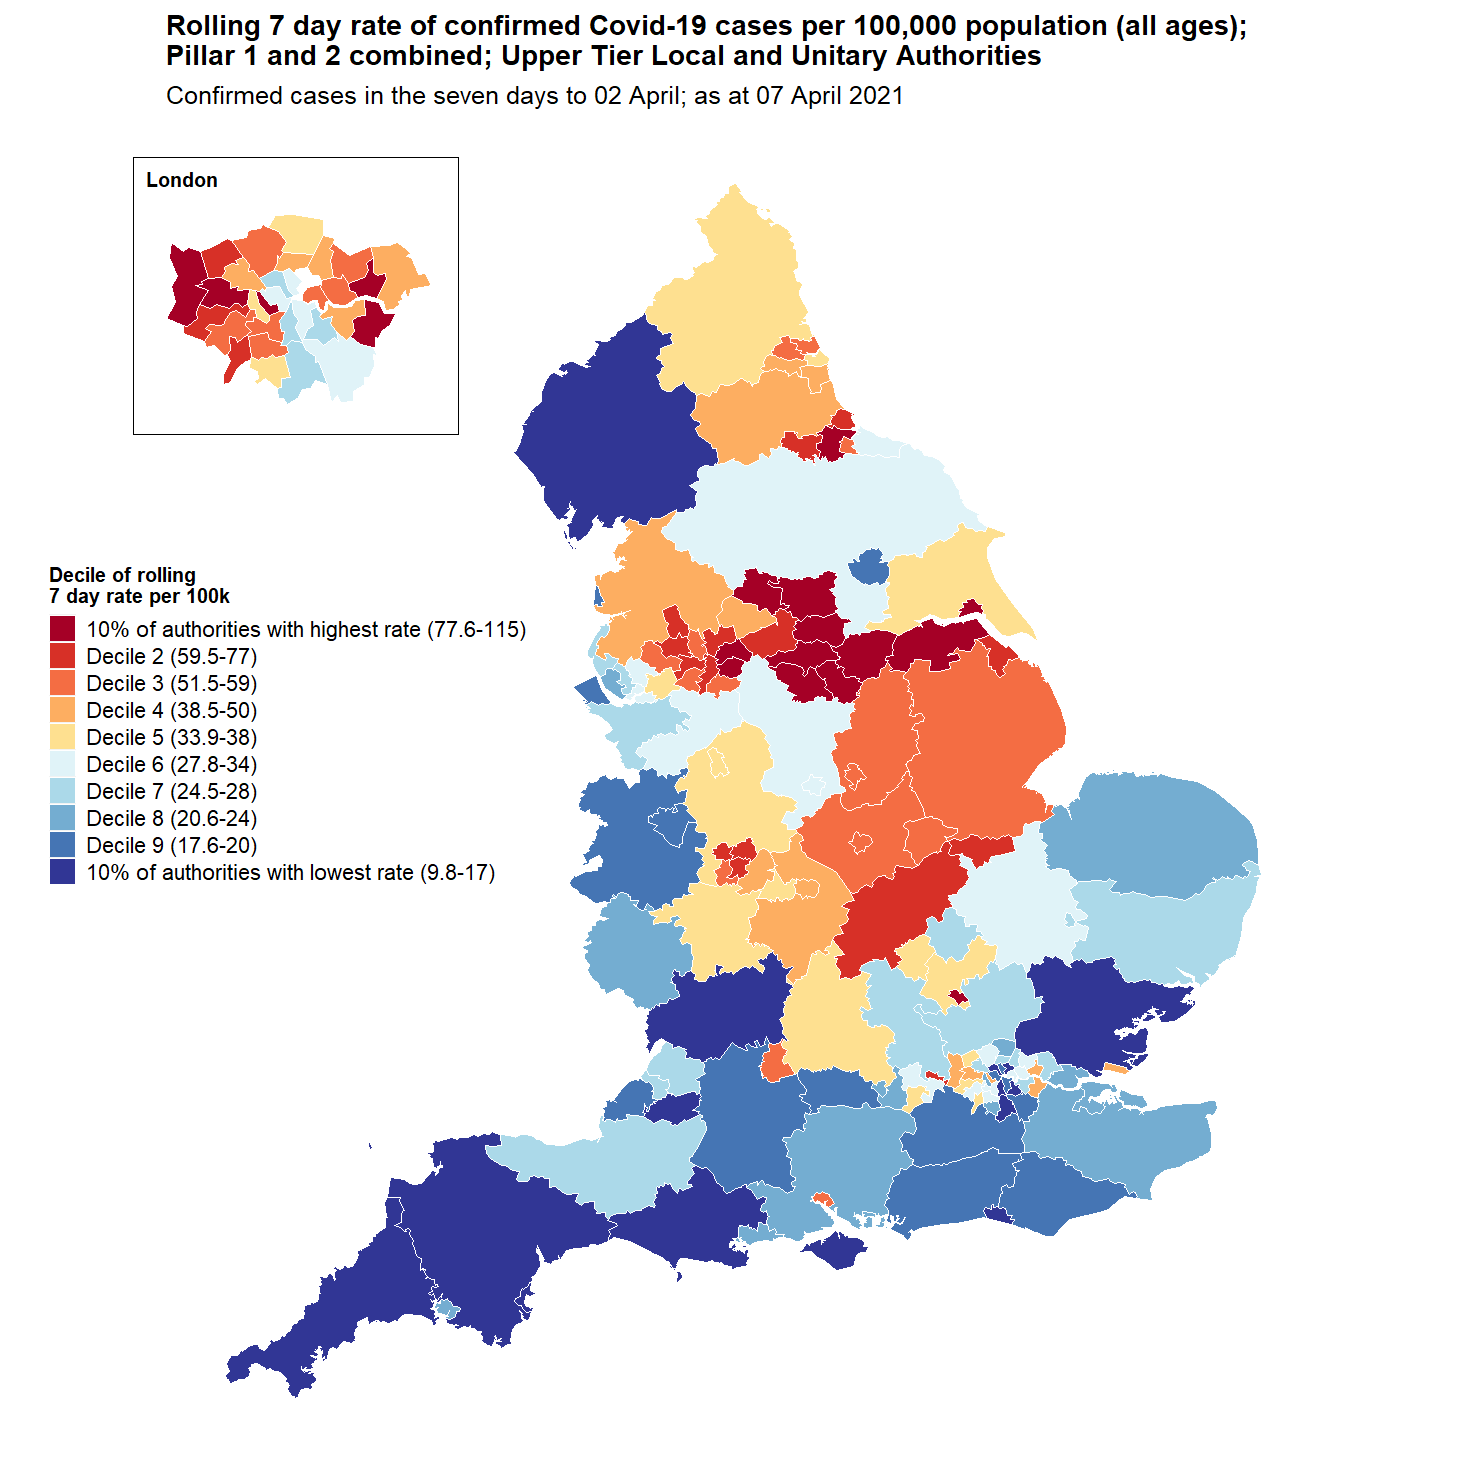 Rolling 7 day rate of confirmed Covid-19 cases per 100,000 population (all ages);
Pillar 1 and 2 combined; Upper Tier Local and Unitary Authorities
Confirmed cases in the seven days to 02 April; as at 07 April 2021
London
Decile of rolling
7 day rate per 100k
10% of authorities with highest rate (77.6-115)
Decile 2 (59.5-77)
Decile 3 (51.5-59)
Decile 4 (38.5-50)
Decile 5 (33.9-38)
Decile 6 (27.8-34)
Decile 7 (24.5-28)
Decile 8 (20.6-24)
Decile 9 (17.6-20)
10% of authorities with lowest rate (9.8-17)